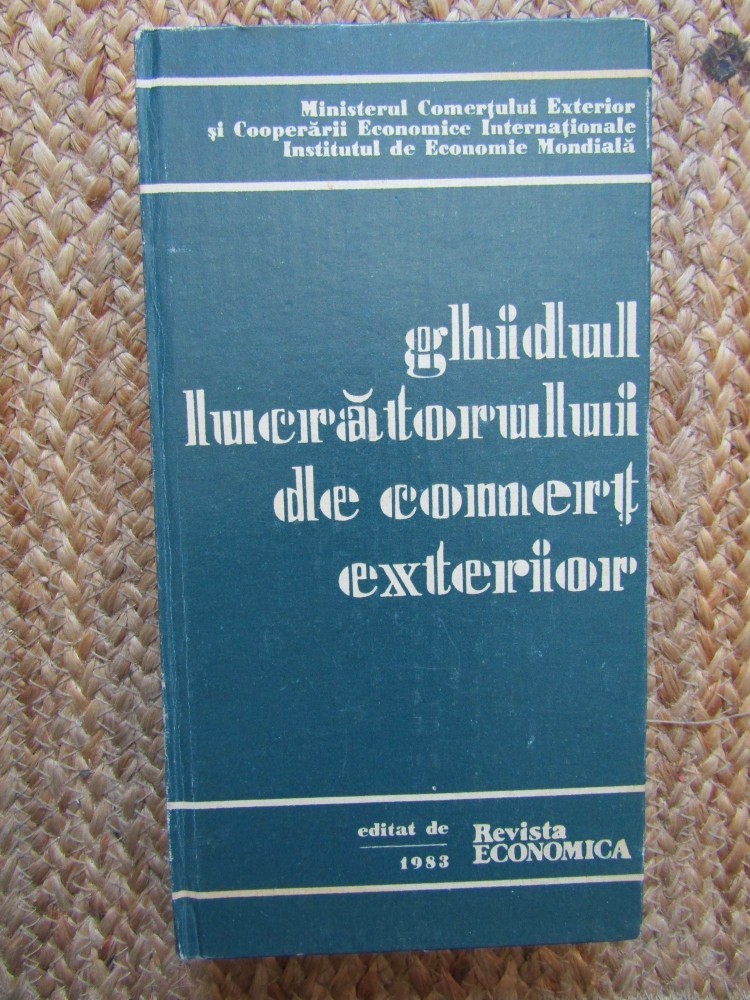 Ministerul Comerțului Exterior
și Cooperării Economice Internaționale
Institutul de Economie Mondială
ghidul
lucrătorului
de comerț
exterior
editat de
1983
Revista
ECONOMICA